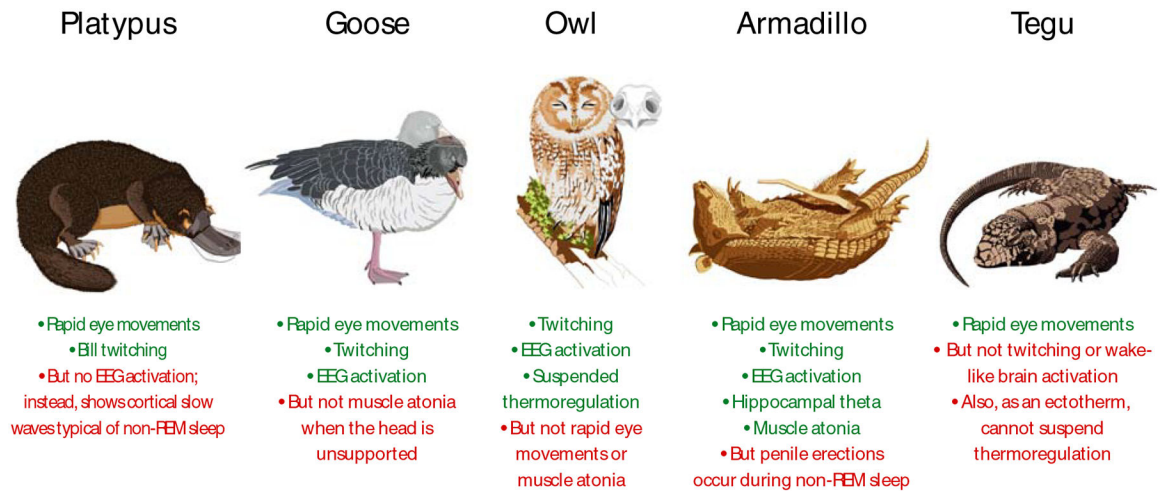 Platypus
Goose
Owl
Armadillo
Tegu
• Rapid eye movements
• Bill twitching
• But no EEG activation;
instead, shows cortical slow
waves typical of non-REM sleep
• Rapid eye movements
• Twitching
• EEG activation
• But not muscle atonia
when the head is
unsupported
• Twitching
• EEG activation
• Suspended
thermoregulation
• But not rapid eye
movements or
muscle atonia
• Rapid eye movements
• Twitching
• EEG activation
• Hippocampal theta
• Muscle atonia
• But penile erections
occur during non-REM sleep
• Rapid eye movements
• But not twitching or wake-
like brain activation
• Also, as an ectotherm,
cannot suspend
thermoregulation